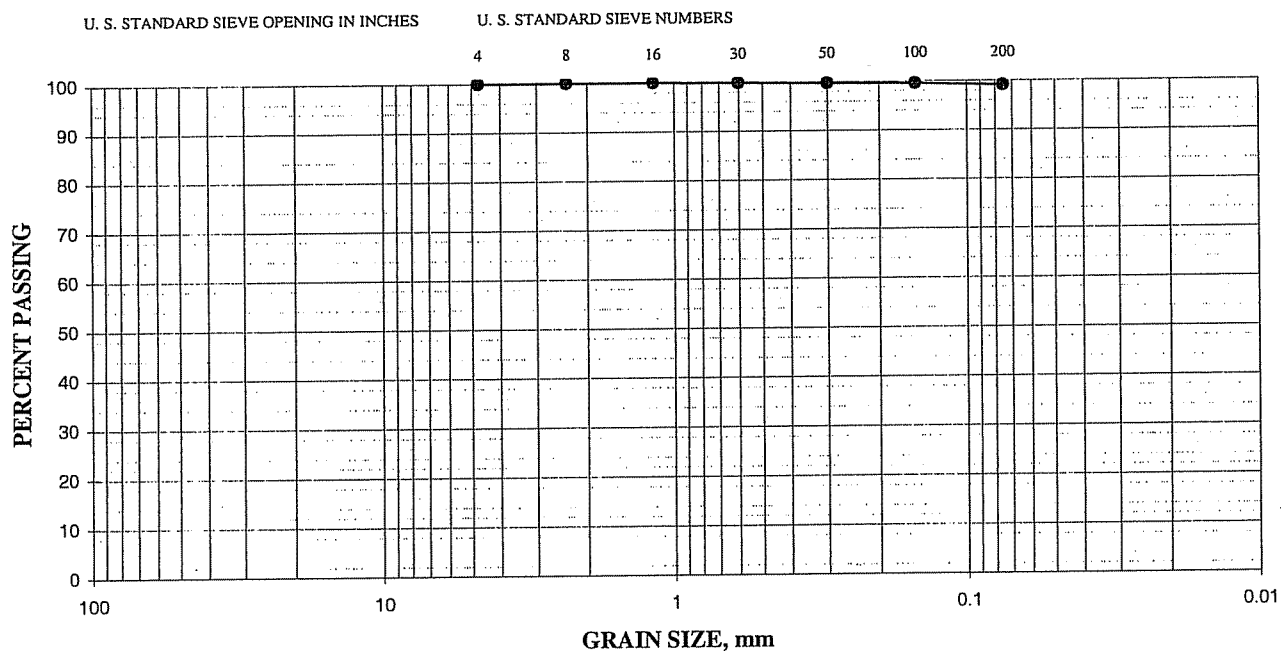 U. S. STANDARD SIEVE OPENING IN INCHES U. S. STANDARD SIEVE NUMBERS
4 8 16 30 50 100 200
100
90
80
70
60
50
40
30
20
10
0
PERCENT PASSING
100 10 1 0.1 0.01
GRAIN SIZE, mm